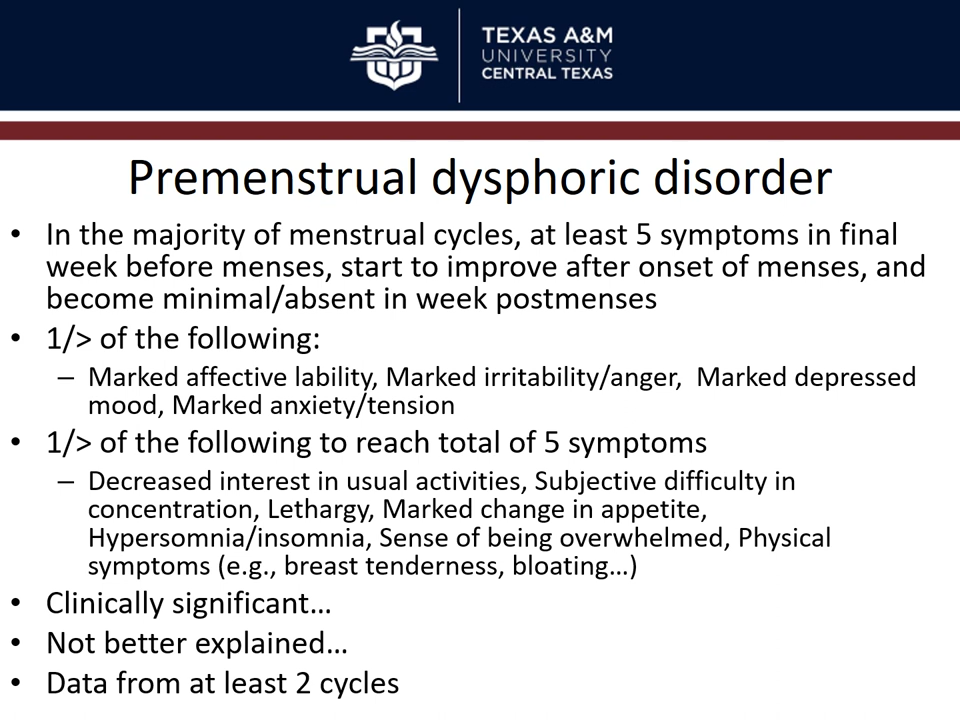 TEXAS A&M
UNIVERSITY
CENTRAL TEXAS
Premenstrual dysphoric disorder
• In the majority of menstrual cycles, at least 5 symptoms in final
week before menses, start to improve after onset of menses, and
become minimal/absent in week postmenses
• 1/> of the following:
– Marked affective lability, Marked irritability/anger,  Marked depressed
mood, Marked anxiety/tension
• 1/> of the following to reach total of 5 symptoms
– Decreased interest in usual activities, Subjective difficulty in
concentration, Lethargy, Marked change in appetite,
Hypersomnia/insomnia, Sense of being overwhelmed, Physical
symptoms (e.g., breast tenderness, bloating…)
• Clinically significant…
• Not better explained…
• Data from at least 2 cycles